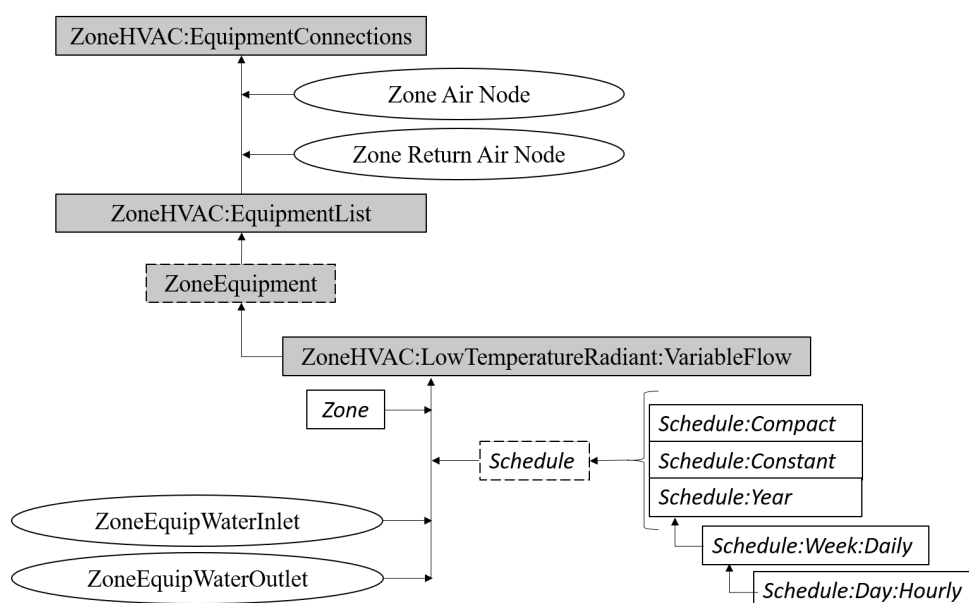 ZoneHVAC:EquipmentConnections
Zone Air Node
Zone Return Air Node
ZoneHVAC:EquipmentList
ZoneEquipment
ZoneHVAC:LowTemperatureRadiant:VariableFlow
Zone
Schedule:Compact
Schedule
Schedule:Constant
Schedule:Year
ZoneEquipWaterInlet
Schedule:Week:Daily
ZoneEquipWaterOutlet
Schedule:Day:Hourly